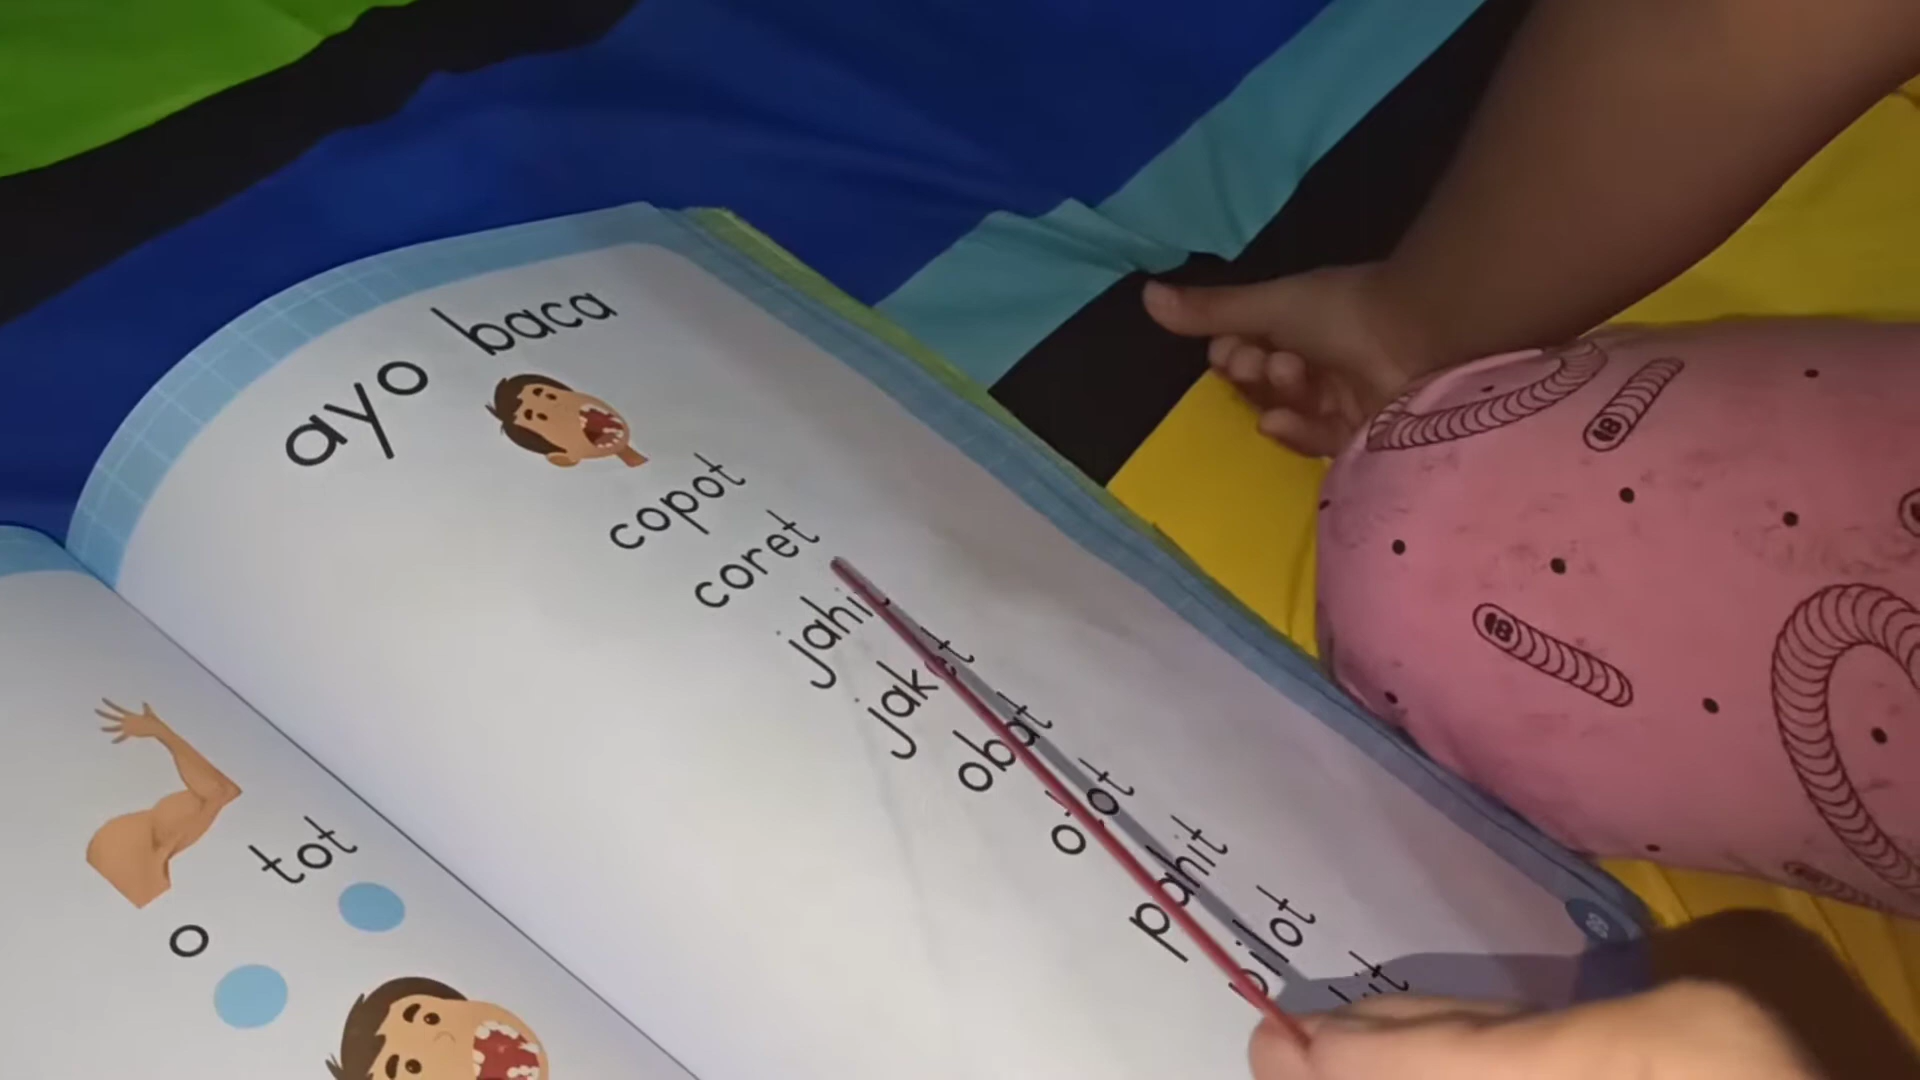 ayo baca
copot
coret
jahit
jaket
obat
otot
pahit
pilot
o tot